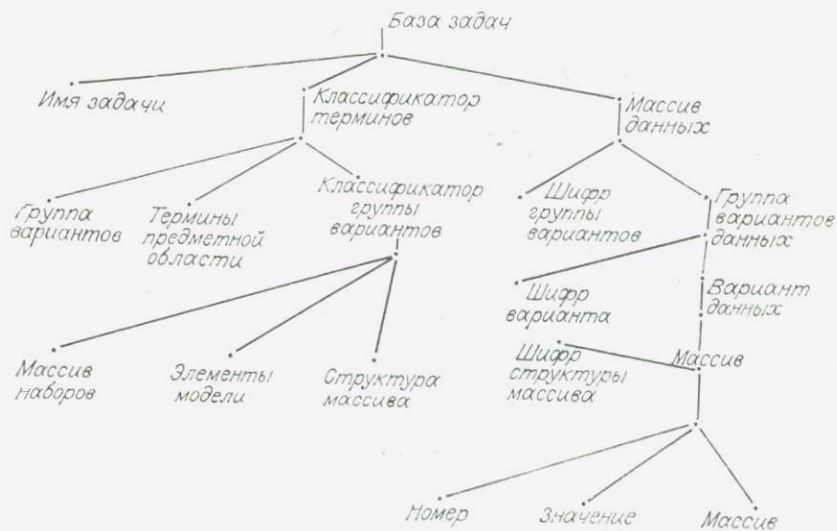 База задач
Имя задачи
Классификатор
терминов
Массив
данных
Группа
вариантов
Термины
предметной
области
Классификатор
группы
вариантов
Шифр
группы
вариантов
Группа
вариантов
данных
Шифр
варианта
Вариант
данных
Массив
наборов
Элементы
модели
Структура
массива
Шифр
структуры
массива
Массив
Номер
Значение
Массив